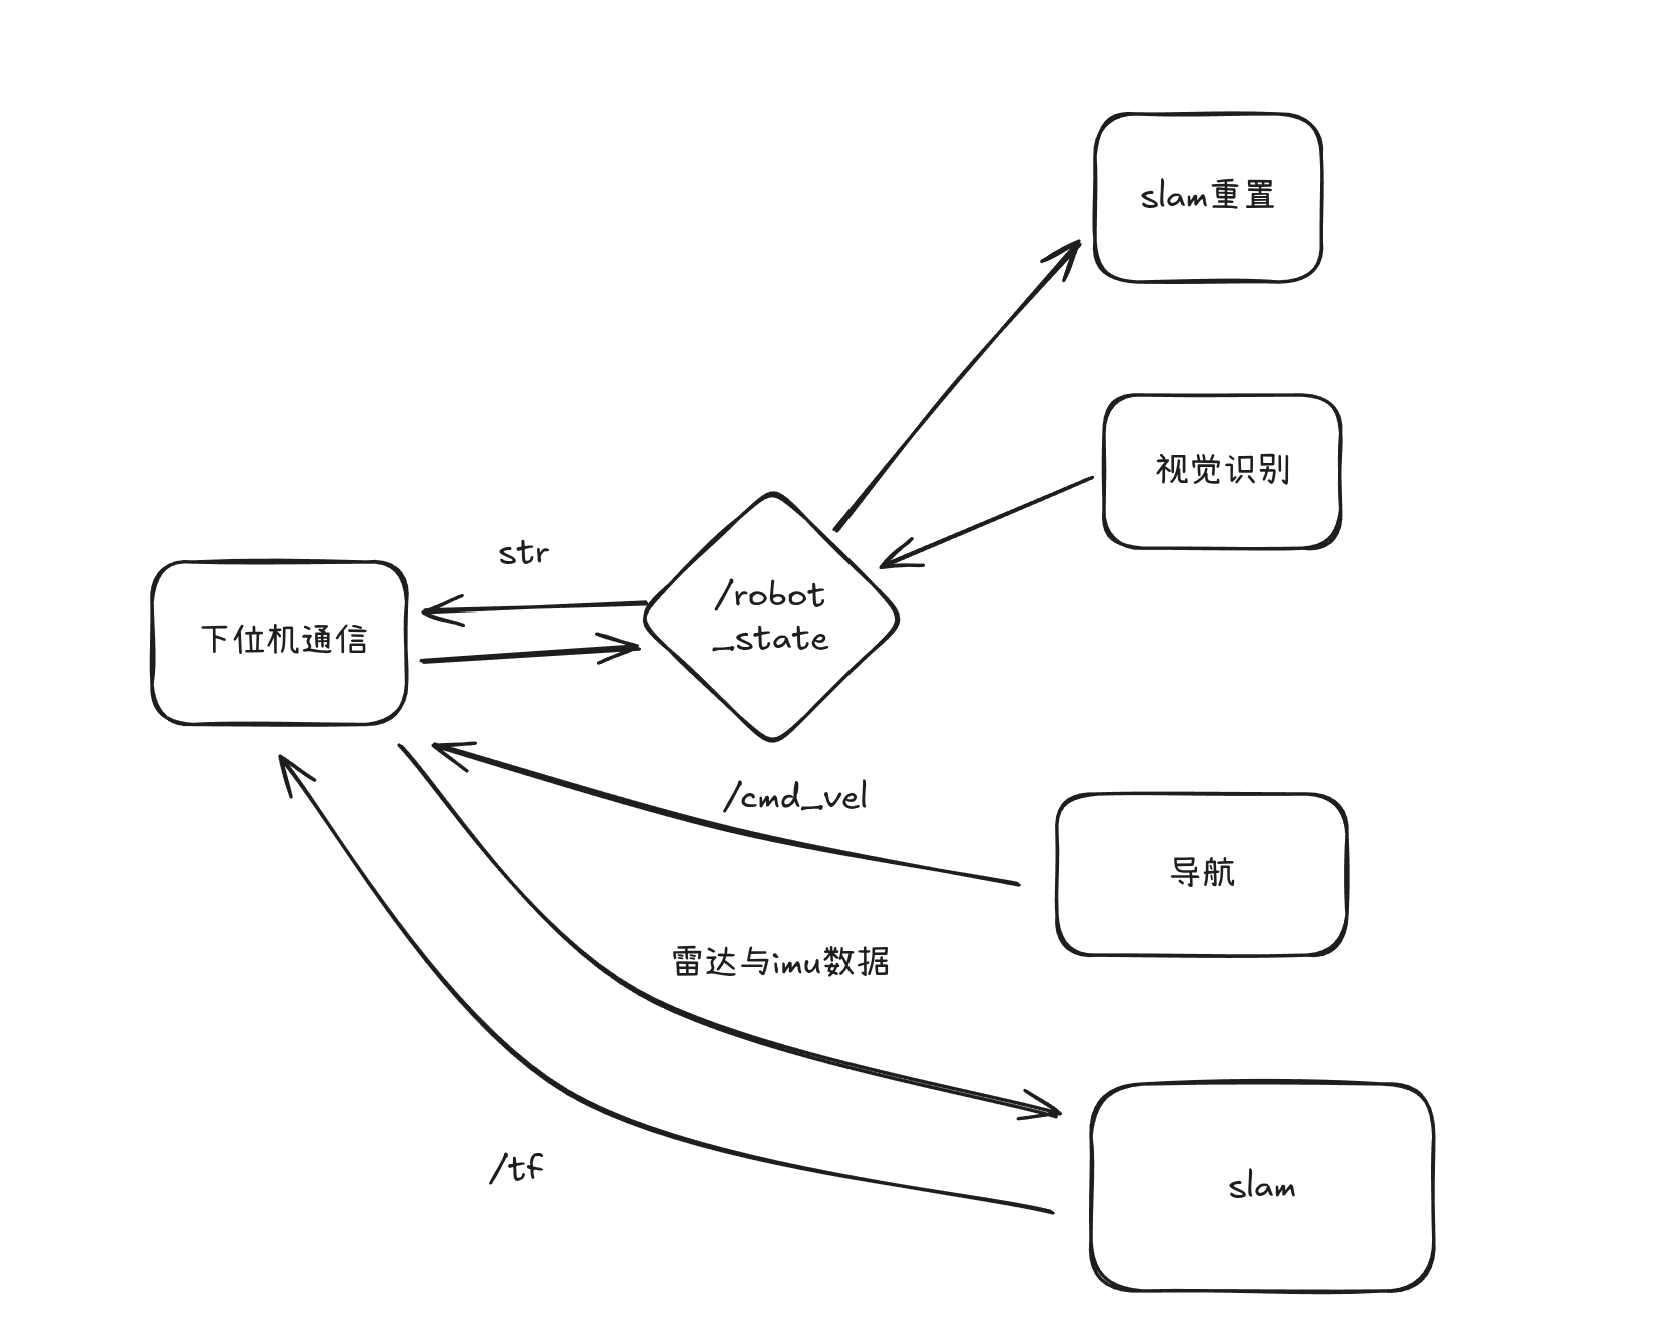 slam重置
视觉识别
str
/robot
_state
下位机通信
/cmd_vel
导航
雷达与imu数据
/tf
slam